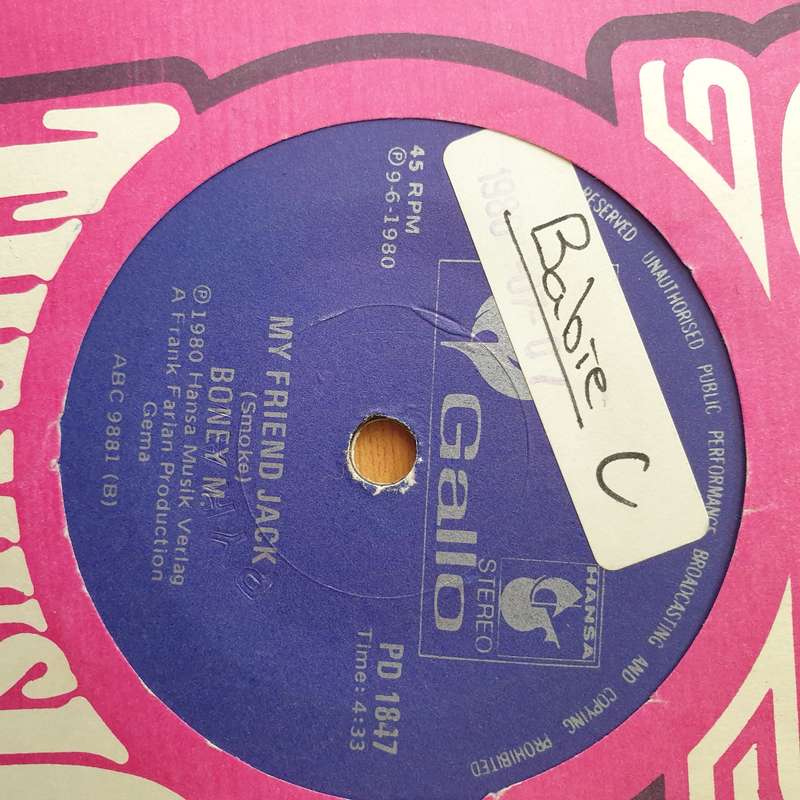 RESERVED UNAUTHORISED PUBLIC PERFORMANCE BROADCASTING AND COPYING PROHIBITED
Babie C
HANSA
Gallo
STEREO
45 RPM
℗9-6-1980
PD 1847
Time: 4:33
MY FRIEND JACK
(Smoke)
BONEY M.
℗1980 Hansa Musik Verlag
A Frank Farian Production
Gema
ABC 9881 (B)